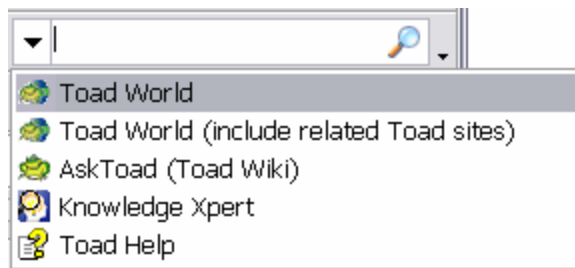 Toad World
Toad World (include related Toad sites)
AskToad (Toad Wiki)
Knowledge Xpert
Toad Help